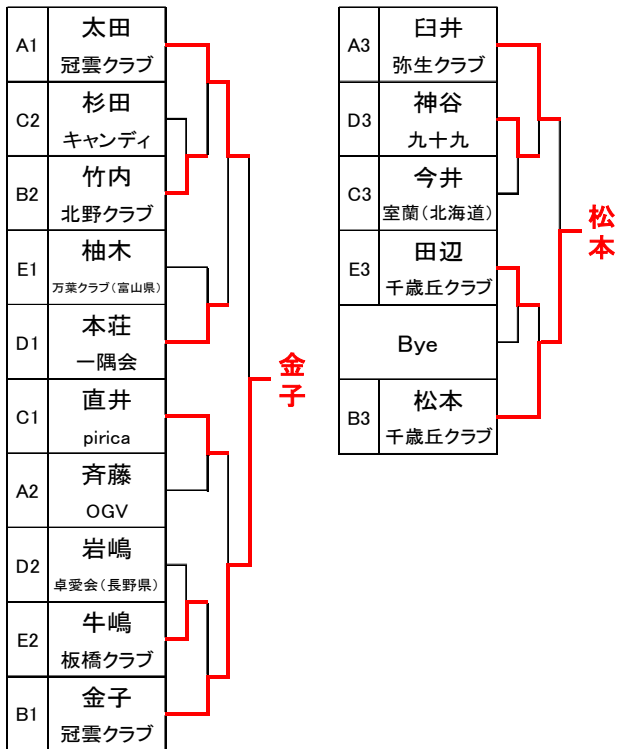 A1
太田
冠雲クラブ
C2
杉田
キャンディ
B2
竹内
北野クラブ
E1
柚木
万葉クラブ(富山県)
D1
本荘
一隅会
C1
直井
pirica
A2
斉藤
OGV
D2
岩嶋
卓愛会(長野県)
E2
牛嶋
板橋クラブ
B1
金子
冠雲クラブ
金子
A3
臼井
弥生クラブ
D3
神谷
九十九
C3
今井
室蘭(北海道)
E3
田辺
千歳丘クラブ
Bye
B3
松本
千歳丘クラブ
松本